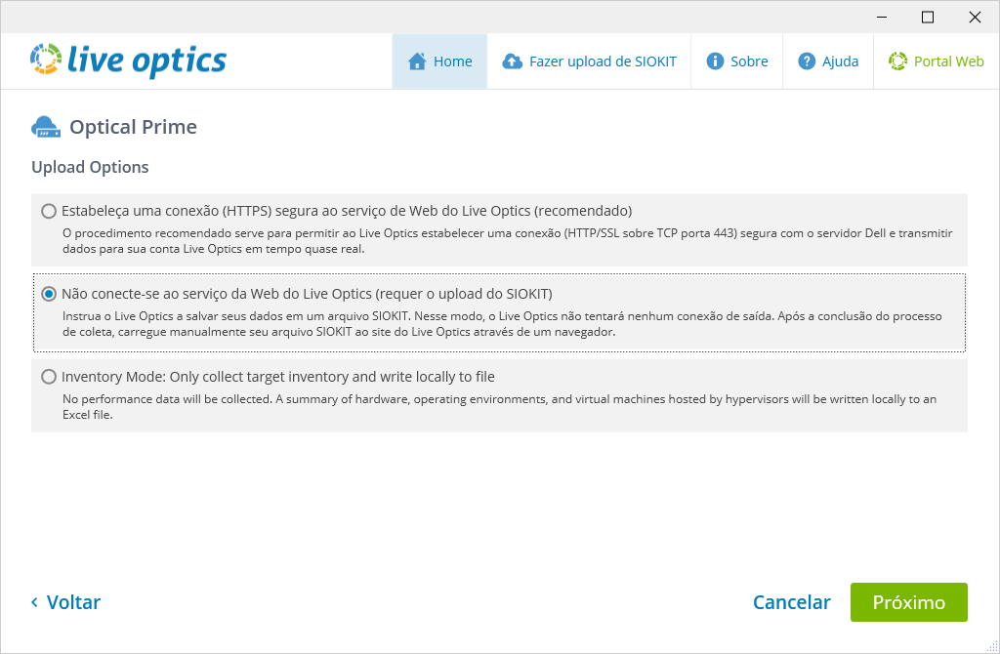 live optics
Home
Fazer upload de SIOKIT
Sobre
Ajuda
Portal Web
Optical Prime
Upload Options
Estabeleça uma conexão (HTTPS) segura ao serviço de Web do Live Optics (recomendado)
O procedimento recomendado serve para permitir ao Live Optics estabelecer uma conexão (HTTP/SSL sobre TCP porta 443) segura com o servidor Dell e transmitir
dados para sua conta Live Optics em tempo quase real.
Não conecte-se ao serviço da Web do Live Optics (requer o upload do SIOKIT)
Instrua o Live Optics a salvar seus dados em um arquivo SIOKIT. Nesse modo, o Live Optics não tentará nenhum conexão de saída. Após a conclusão do processo
de coleta, carregue manualmente seu arquivo SIOKIT ao site do Live Optics através de um navegador.
Inventory Mode: Only collect target inventory and write locally to file
No performance data will be collected. A summary of hardware, operating environments, and virtual machines hosted by hypervisors will be written locally to an
Excel file.
Voltar
Cancelar
Próximo